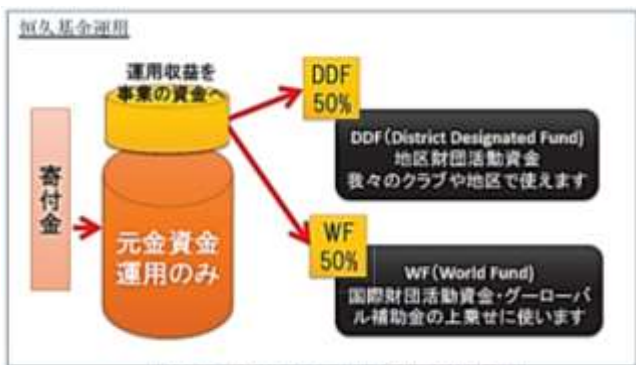 恒久基金運用
運用収益を
事業の資金へ
寄付金
元金資金
運用のみ
DDF
50%
DDF(District Designated Fund)
地区財団活動資金
我々のクラブや地区で使えます
WF
50%
WF(World Fund)
国際財団活動資金・グーローバ
ル補助金の上乗せに使います